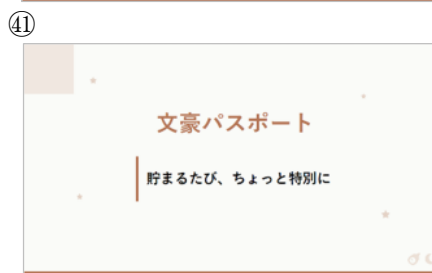 ㊶
文豪パスポート
貯まるたび、ちょっと特別に